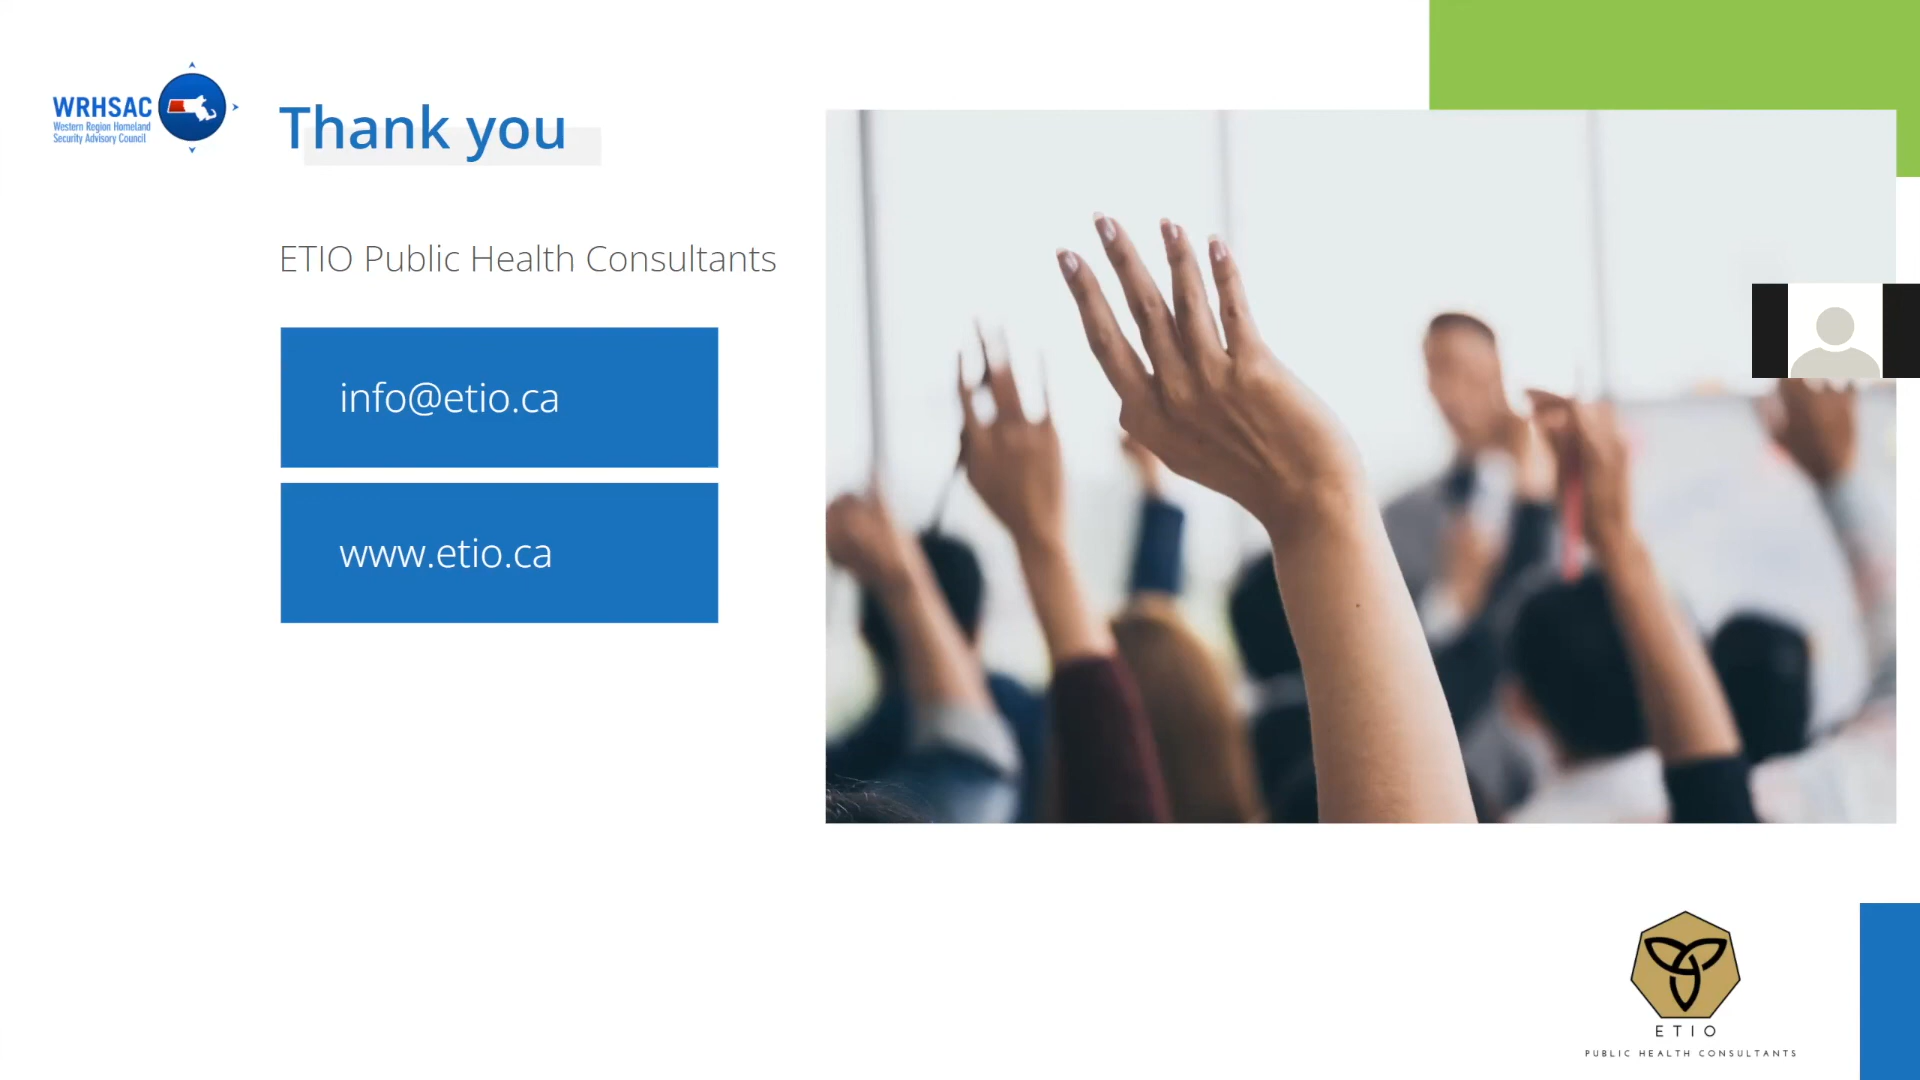 WRHSAC
Western Region Homeland
Security Advisory Council
Thank you
ETIO Public Health Consultants
info@etio.ca
www.etio.ca
ETIO
PUBLIC HEALTH CONSULTANTS